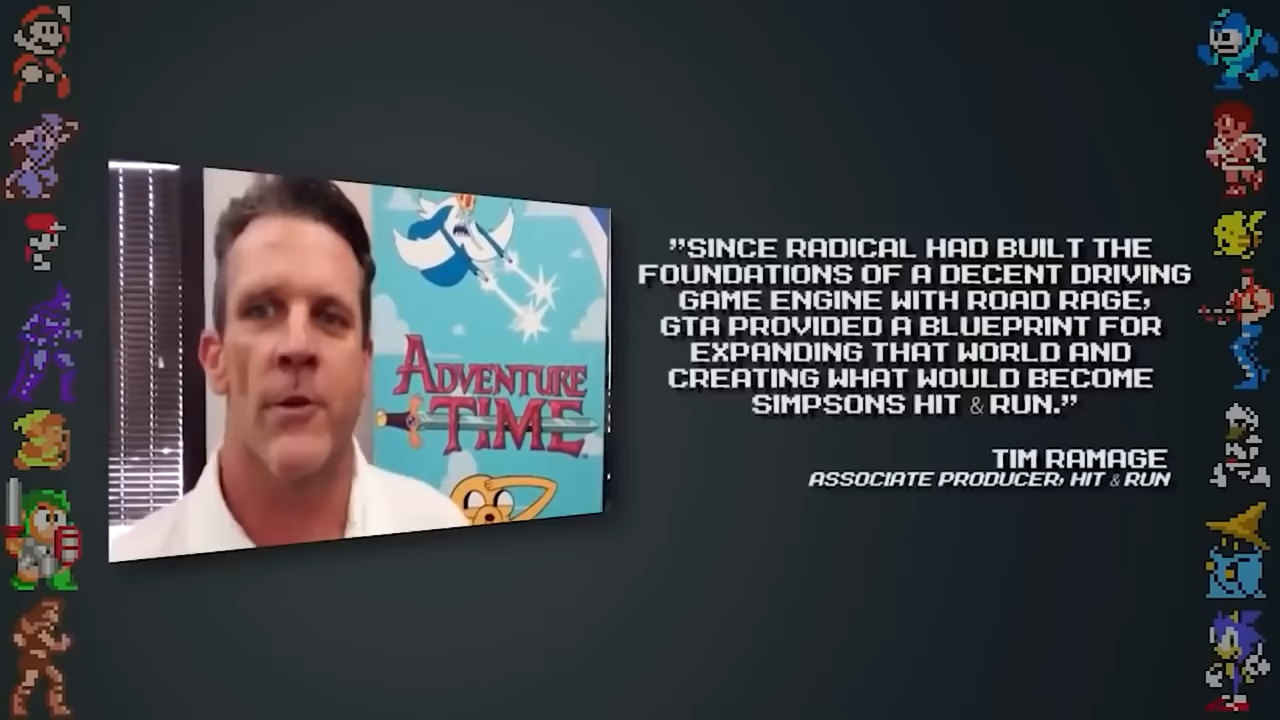 ADVENTURE
TIME
"SINCE RADICAL HAD BUILT THE
FOUNDATIONS OF A DECENT DRIVING
GAME ENGINE WITH ROAD RAGE,
GTA PROVIDED A BLUEPRINT FOR
EXPANDING THAT WORLD AND
CREATING WHAT WOULD BECOME
SIMPSONS HIT & RUN."
TIM RAMAGE
ASSOCIATE PRODUCER, HIT & RUN